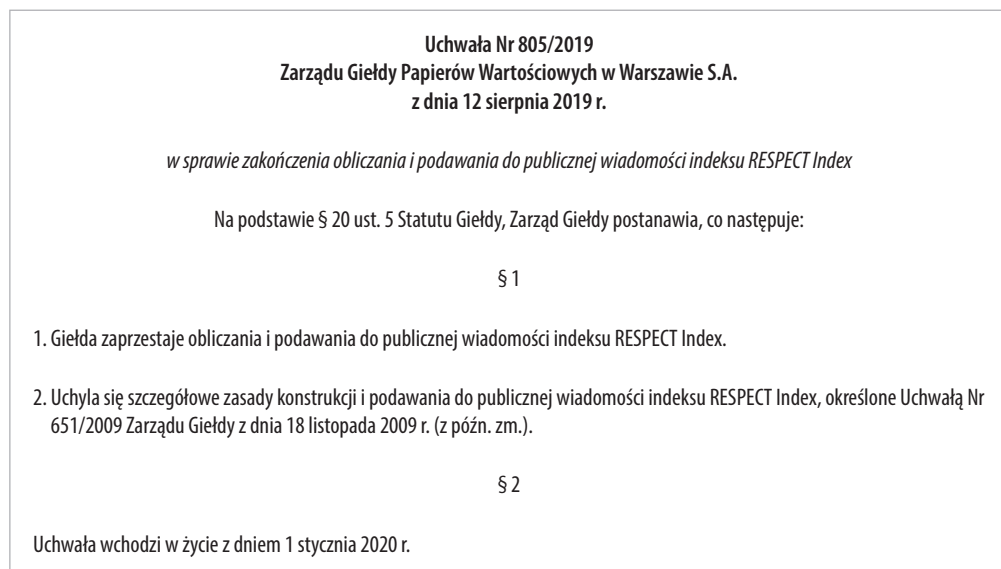 Uchwała Nr 805/2019
Zarządu Giełdy Papierów Wartościowych w Warszawie S.A.
z dnia 12 sierpnia 2019 r.
w sprawie zakończenia obliczania i podawania do publicznej wiadomości indeksu RESPECT Index
Na podstawie § 20 ust. 5 Statutu Giełdy, Zarząd Giełdy postanawia, co następuje:
§ 1
1. Giełda zaprzestaje obliczania i podawania do publicznej wiadomości indeksu RESPECT Index.
2. Uchyla się szczegółowe zasady konstrukcji i podawania do publicznej wiadomości indeksu RESPECT Index, określone Uchwałą Nr
651/2009 Zarządu Giełdy z dnia 18 listopada 2009 r. (z późn. zm.).
§ 2
Uchwała wchodzi w życie z dniem 1 stycznia 2020 r.